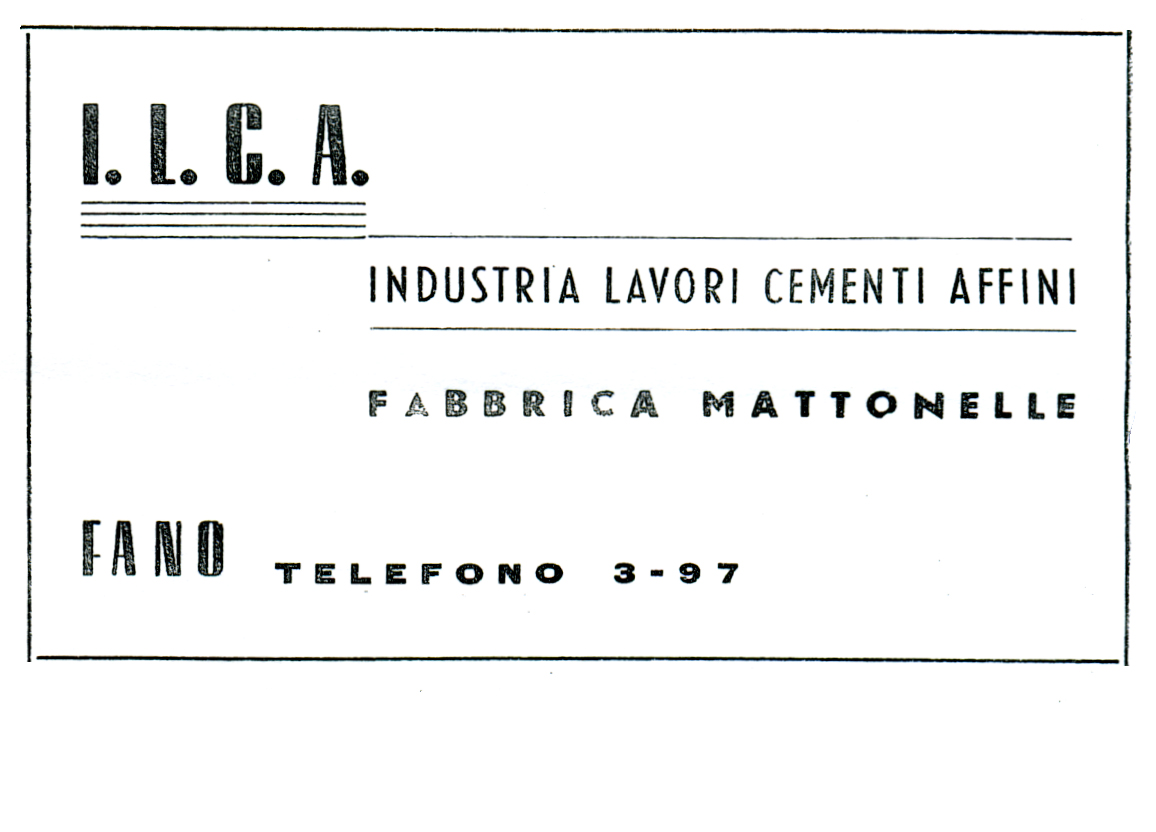 I. L. C. A.
INDUSTRIA LAVORI CEMENTI AFFINI
FABBRICA MATTONELLE
FANO TELEFONO 3-97